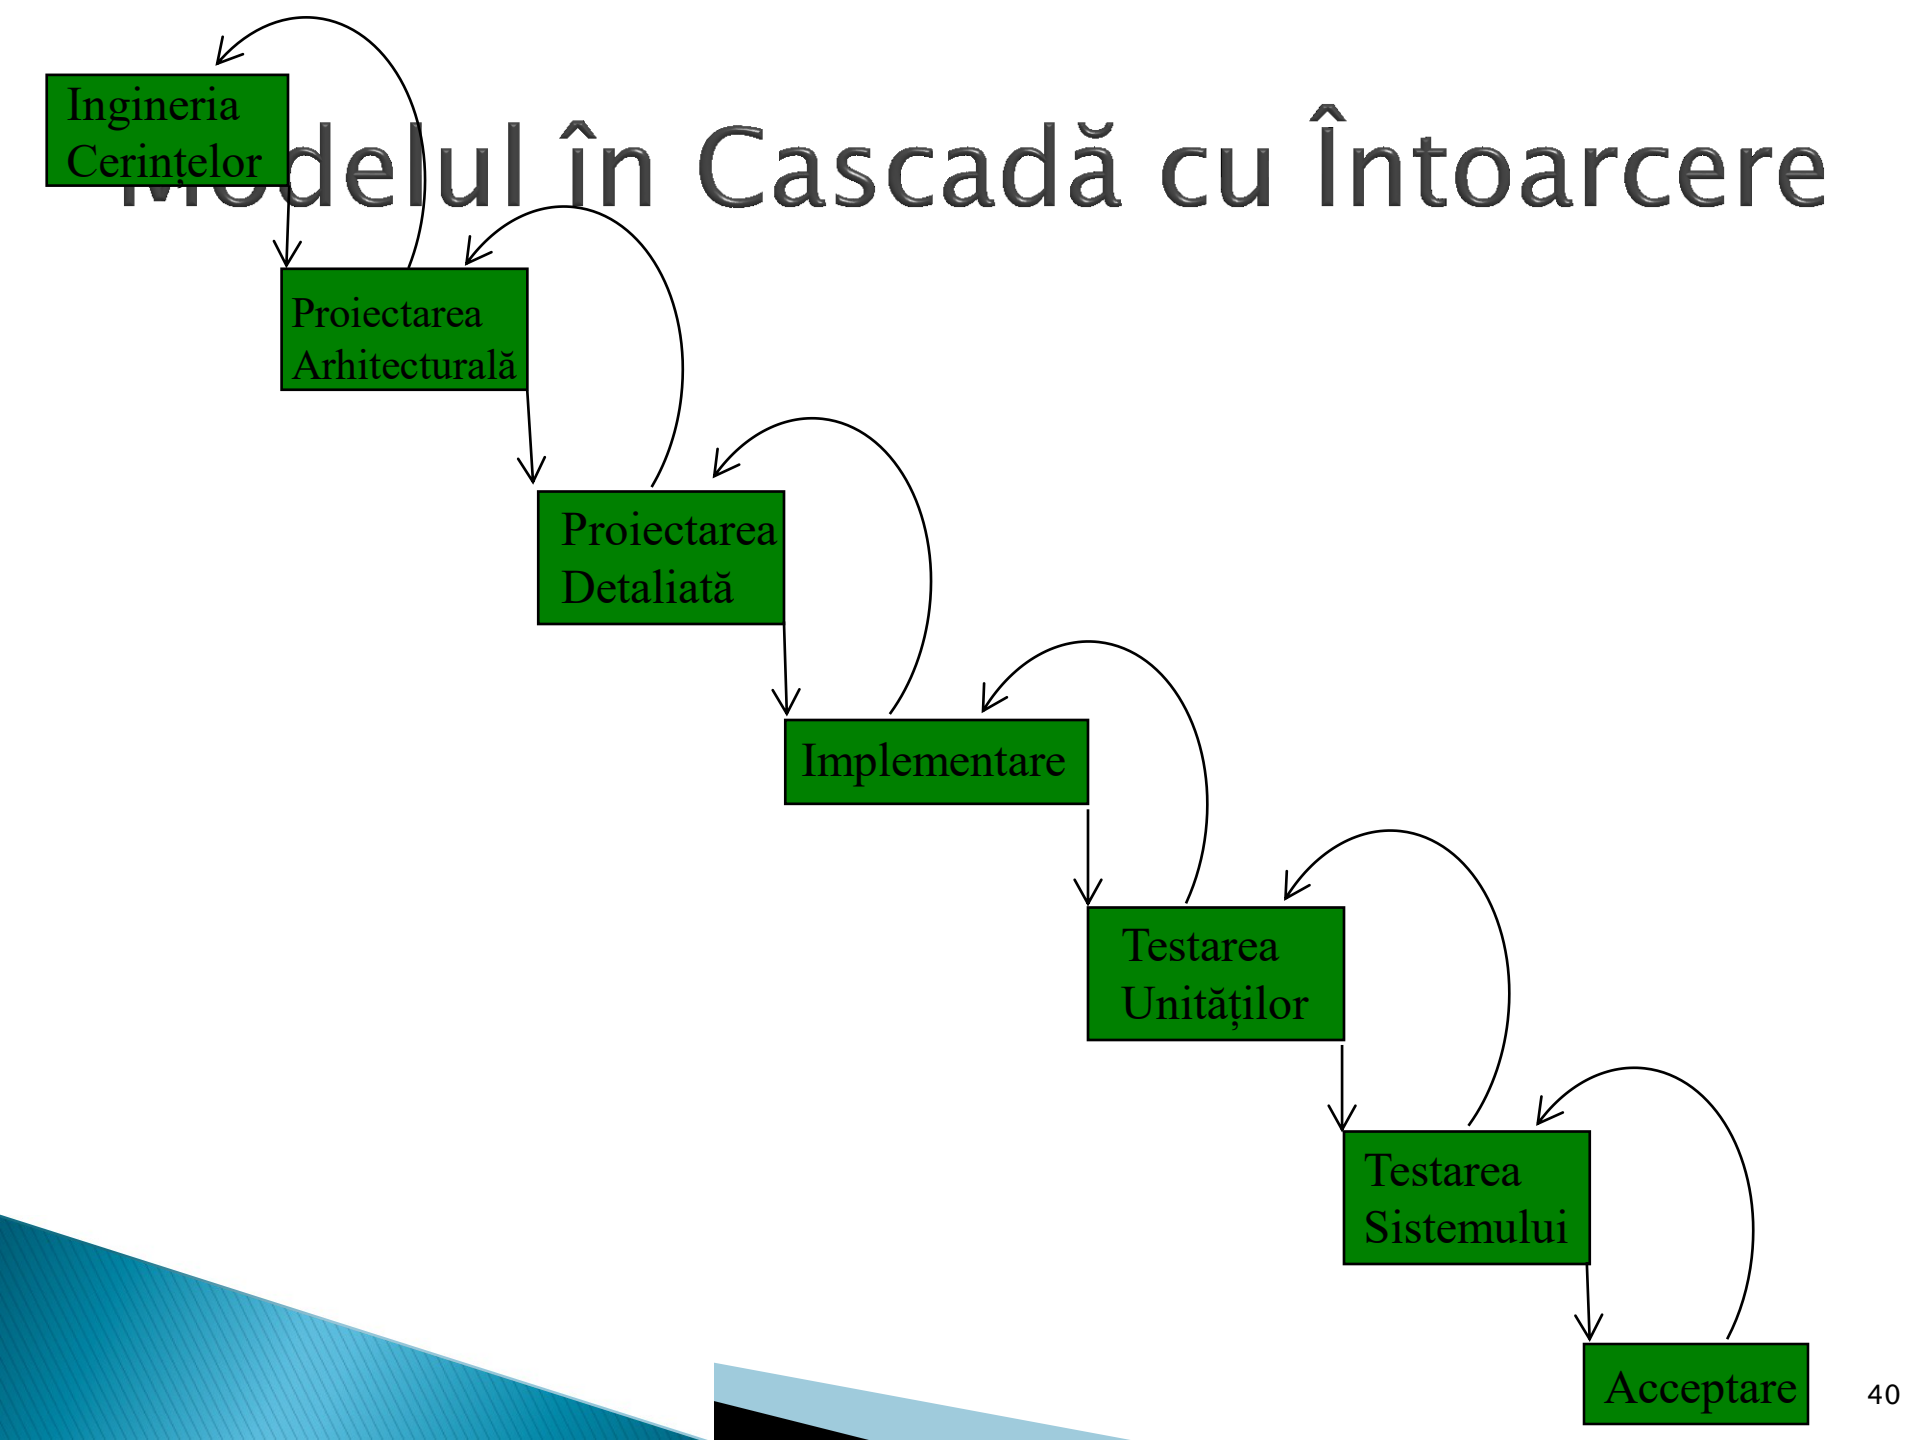 Modelul în Cascadă cu Întoarcere
Ingineria
Cerințelor
Proiectarea
Arhitecturală
Proiectarea
Detaliată
Implementare
Testarea
Unităților
Testarea
Sistemului
Acceptare
40